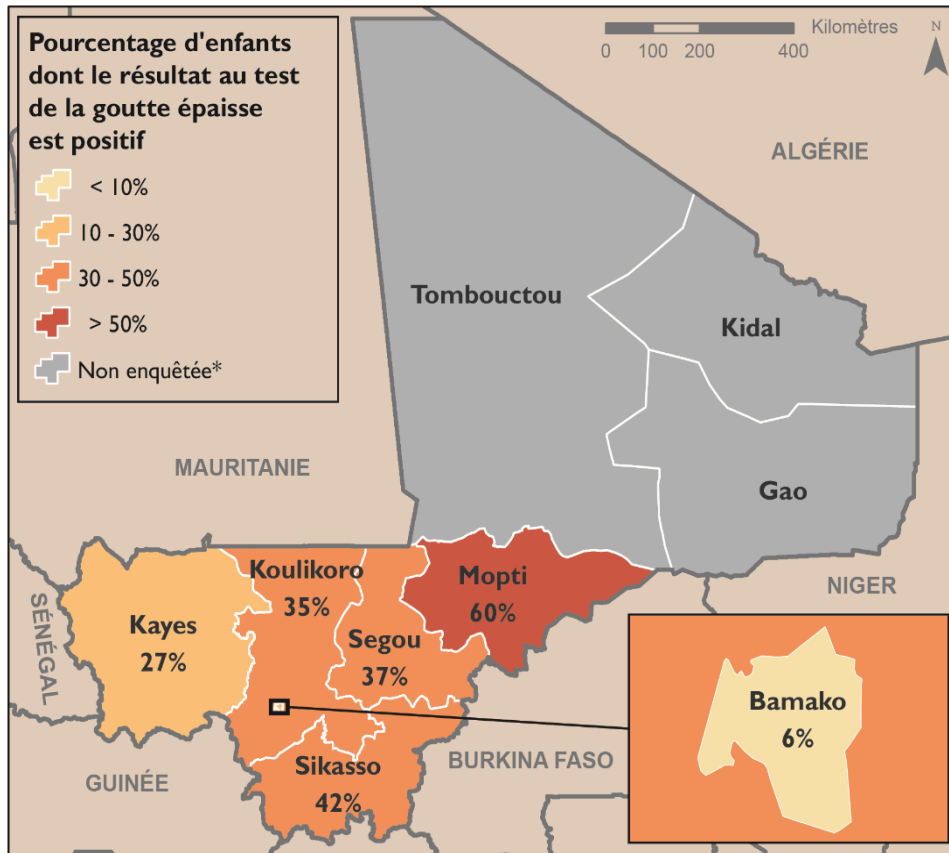 Pourcentage d'enfants
dont le résultat au test
de la goutte épaisse
est positif
< 10%
10 - 30%
30 - 50%
> 50%
Non enquêtée*
Kilomètres
0 100 200 400
N
ALGÉRIE
Tombouctou
Kidal
MAURITANIE
Gao
Koulikoro
35%
Mopti
60%
NIGER
SÉNÉGAL
Kayes
27%
Segou
37%
Bamako
6%
BURKINA FASO
GUINÉE
Sikasso
42%